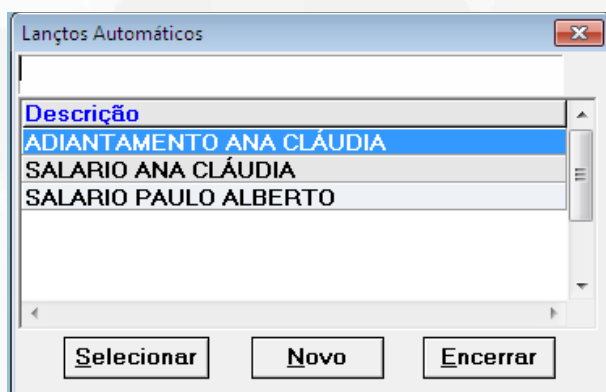 Lançtos Automáticos
Descrição
ADIANTAMENTO ANA CLÁUDIA
SALARIO ANA CLÁUDIA
SALARIO PAULO ALBERTO
Selecionar Novo Encerrar